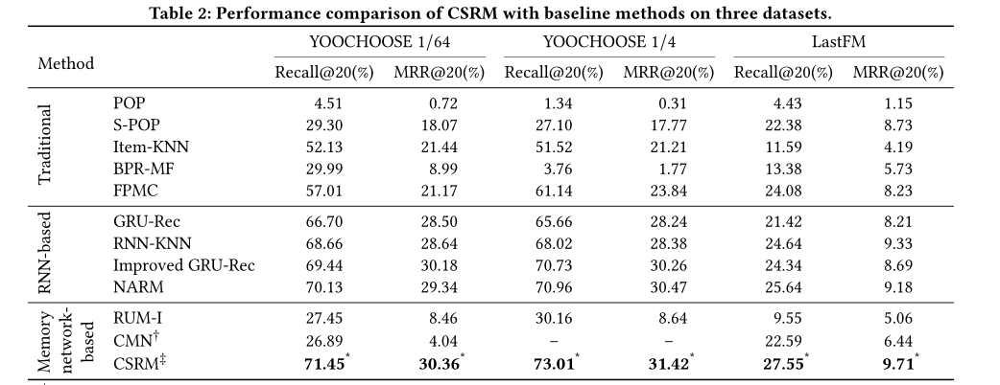 Table 2: Performance comparison of CSRM with baseline methods on three datasets.
Method YOOCHOOSE 1/64 YOOCHOOSE 1/4 LastFM
Recall@20(%) MRR@20(%) Recall@20(%) MRR@20(%) Recall@20(%) MRR@20(%)
Traditional
POP 4.51 0.72 1.34 0.31 4.43 1.15
S-POP 29.30 18.07 27.10 17.77 22.38 8.73
Item-KNN 52.13 21.44 51.52 21.21 11.59 4.19
BPR-MF 29.99 8.99 3.76 1.77 13.38 5.73
FPMC 57.01 21.17 61.14 23.84 24.08 8.23
RNN-based
GRU-Rec 66.70 28.50 65.66 28.24 21.42 8.21
RNN-KNN 68.66 28.64 68.02 28.38 24.64 9.33
Improved GRU-Rec 69.44 30.18 70.73 30.26 24.34 8.69
NARM 70.13 29.34 70.96 30.47 25.64 9.18
Memory
network-
based
RUM-I 27.45 8.46 30.16 8.64 9.55 5.06
CMN† 26.89 4.04 – – 22.59 6.44
CSRM‡ 71.45* 30.36* 73.01* 31.42* 27.55* 9.71*